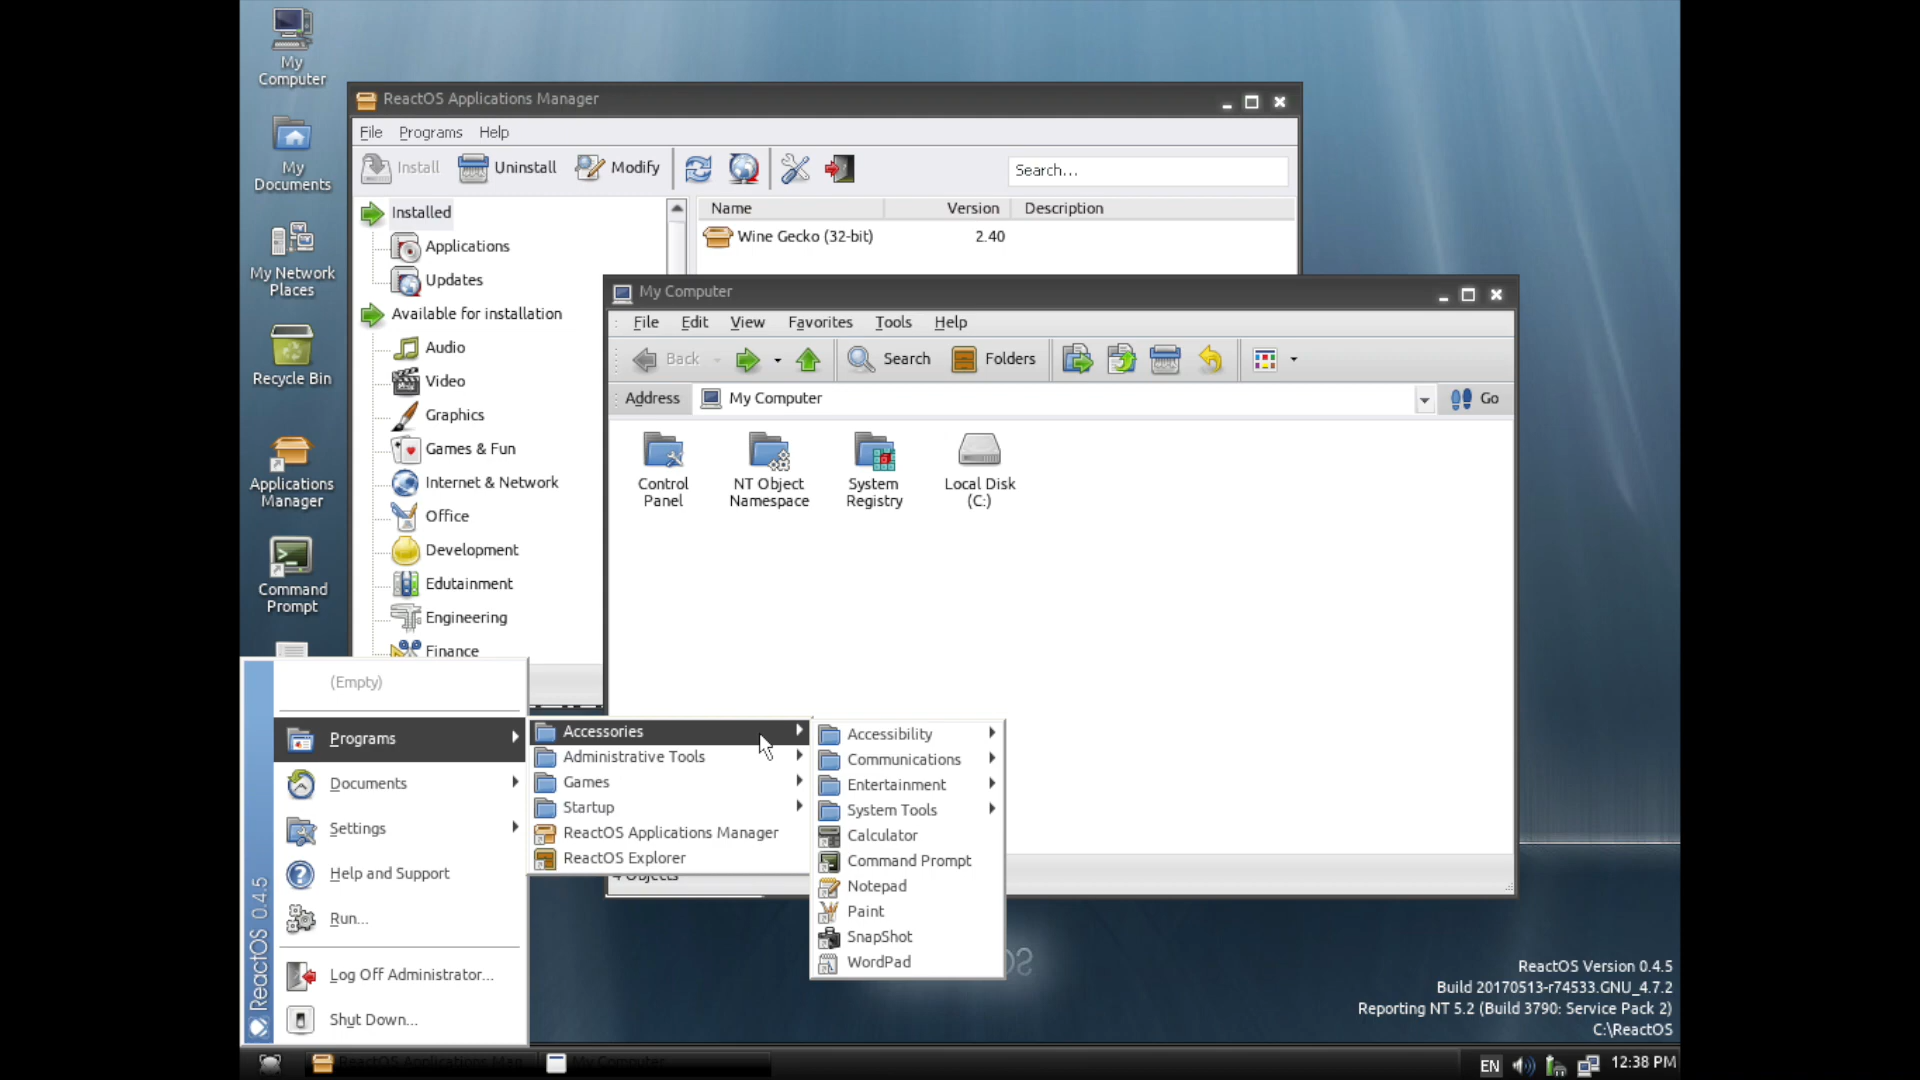 My
Computer
My
Documents
My Network
Places
Recycle Bin
Applications
Manager
Command
Prompt
ReactOS Applications Manager
File Programs Help
Install Uninstall Modify
Search...
Installed
Applications
Updates
Available for installation
Audio
Video
Graphics
Games & Fun
Internet & Network
Office
Development
Edutainment
Engineering
Finance
Name Version Description
Wine Gecko (32-bit) 2.40
My Computer
File Edit View Favorites Tools Help
Back Search Folders
Address My Computer Go
Control
Panel
NT Object
Namespace
System
Registry
Local Disk
(C:)
4 Objects
(Empty)
Programs
Documents
Settings
Help and Support
Run...
Log Off Administrator...
Shut Down...
ReactOS 0.4.5
Accessories
Administrative Tools
Games
Startup
ReactOS Applications Manager
ReactOS Explorer
Accessibility
Communications
Entertainment
System Tools
Calculator
Command Prompt
Notepad
Paint
SnapShot
WordPad
ReactOS Version 0.4.5
Build 20170513-r74533.GNU_4.7.2
Reporting NT 5.2 (Build 3790: Service Pack 2)
C:\ReactOS
ReactOS Applications Man
My Computer
EN 12:38 PM